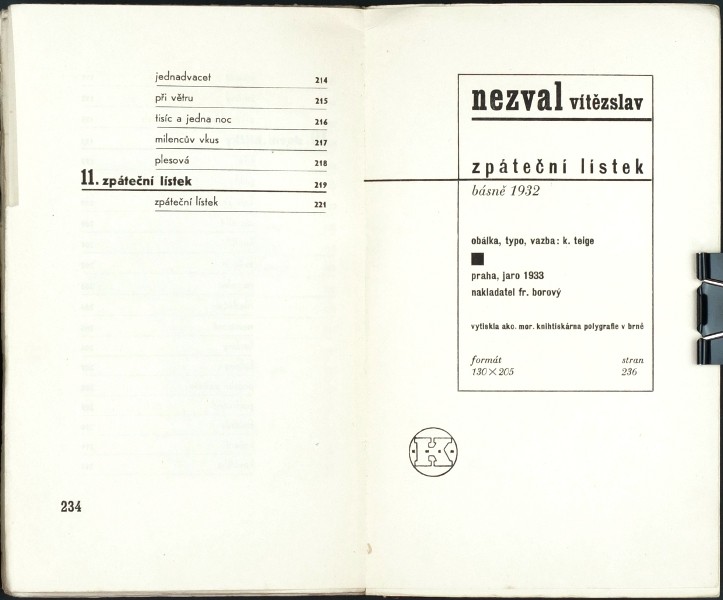 jednadvacet 214
při větru 215
tisíc a jedna noc 216
milencův vkus 217
plesová 218
11. zpáteční lístek 219
zpáteční lístek 221
234
nezval vítězslav
zpáteční lístek
básně 1932
obálka, typo, vazba: k. teige
praha, jaro 1933
nakladatel fr. borový
vytiskla akc. mor. knihtiskárna polygrafie v brně
formát stran
130×205 236